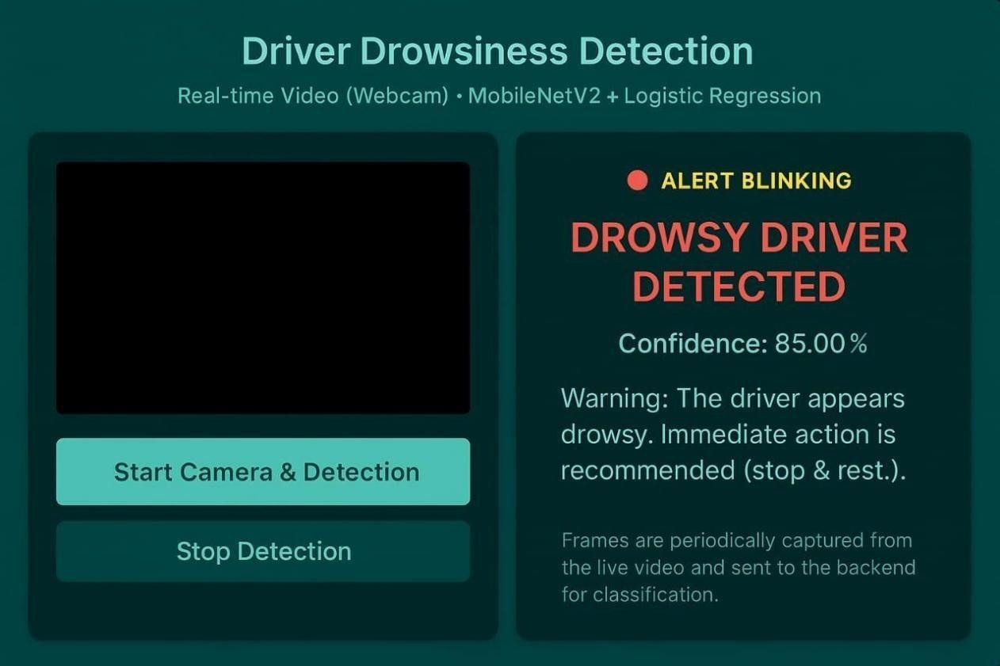 Driver Drowsiness Detection
Real-time Video (Webcam) • MobileNetV2 + Logistic Regression
Start Camera & Detection
Stop Detection
ALERT BLINKING
DROWSY DRIVER
DETECTED
Confidence: 85.00%
Warning: The driver appears
drowsy. Immediate action is
recommended (stop & rest.).
Frames are periodically captured from
the live video and sent to the backend
for classification.